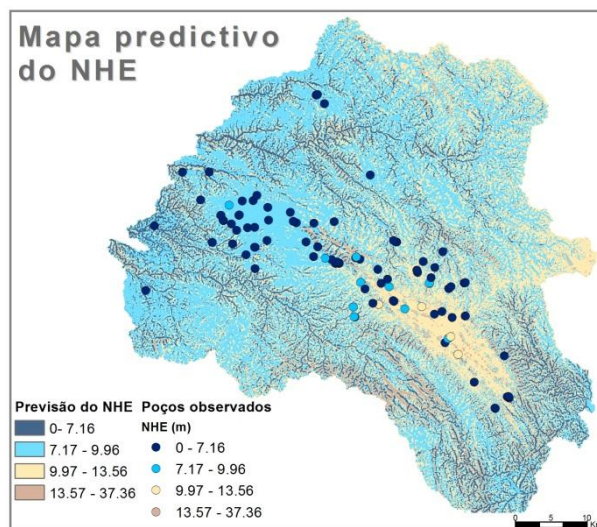 Mapa predictivo
do NHE
Previsão do NHE
0- 7.16
7.17 - 9.96
9.97 - 13.56
13.57 - 37.36
Poços observados
NHE (m)
0 - 7.16
7.17 - 9.96
9.97 - 13.56
13.57 - 37.36
0 5 10